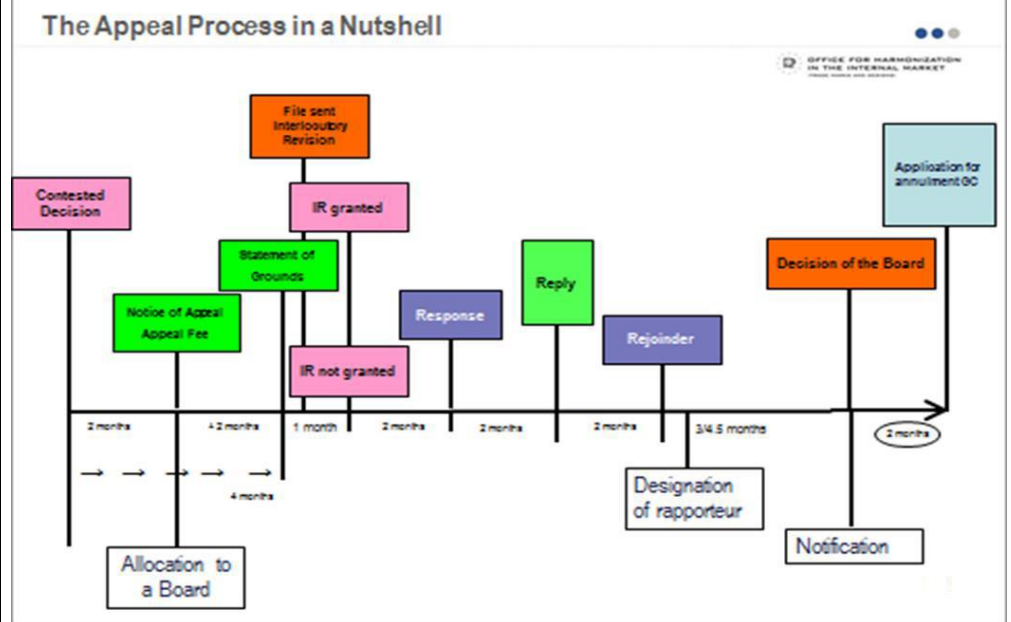 The Appeal Process in a Nutshell
OFFICE FOR HARMONIZATION
IN THE INTERNAL MARKET
File sent
Interlocutory
Revision
Application for
annulment GC
Contested
Decision
IR granted
Statement of
Grounds
Decision of the Board
Reply
Notice of Appeal
Appeal Fee
Response
Rejoinder
IR not granted
2 months
+ 2 months
1 month
2 months
2 months
2 months
3/4.5 months
2 months
→ → → → →
4 months
Designation
of rapporteur
Notification
Allocation to
a Board